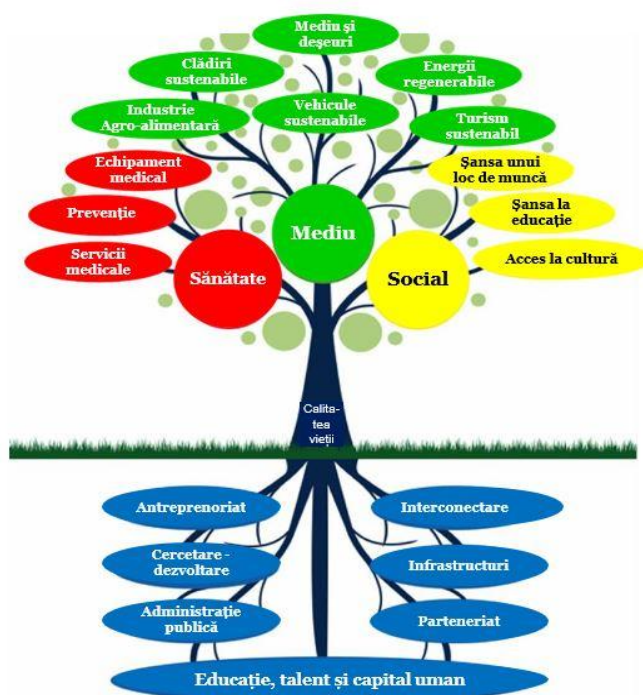 Mediu și
deșeuri
Clădiri
sustenabile
Energii
regenerabile
Industrie
Agro-alimentară
Vehicule
sustenabile
Turism
sustenabil
Echipament
medical
Șansa unui
loc de muncă
Prevenție
Șansa la
educație
Mediu
Servicii
medicale
Sănătate
Social
Acces la cultură
Calita-
tea
vieții
Antreprenoriat
Interconectare
Cercetare -
dezvoltare
Infrastructuri
Administrație
publică
Parteneriat
Educație, talent și capital uman